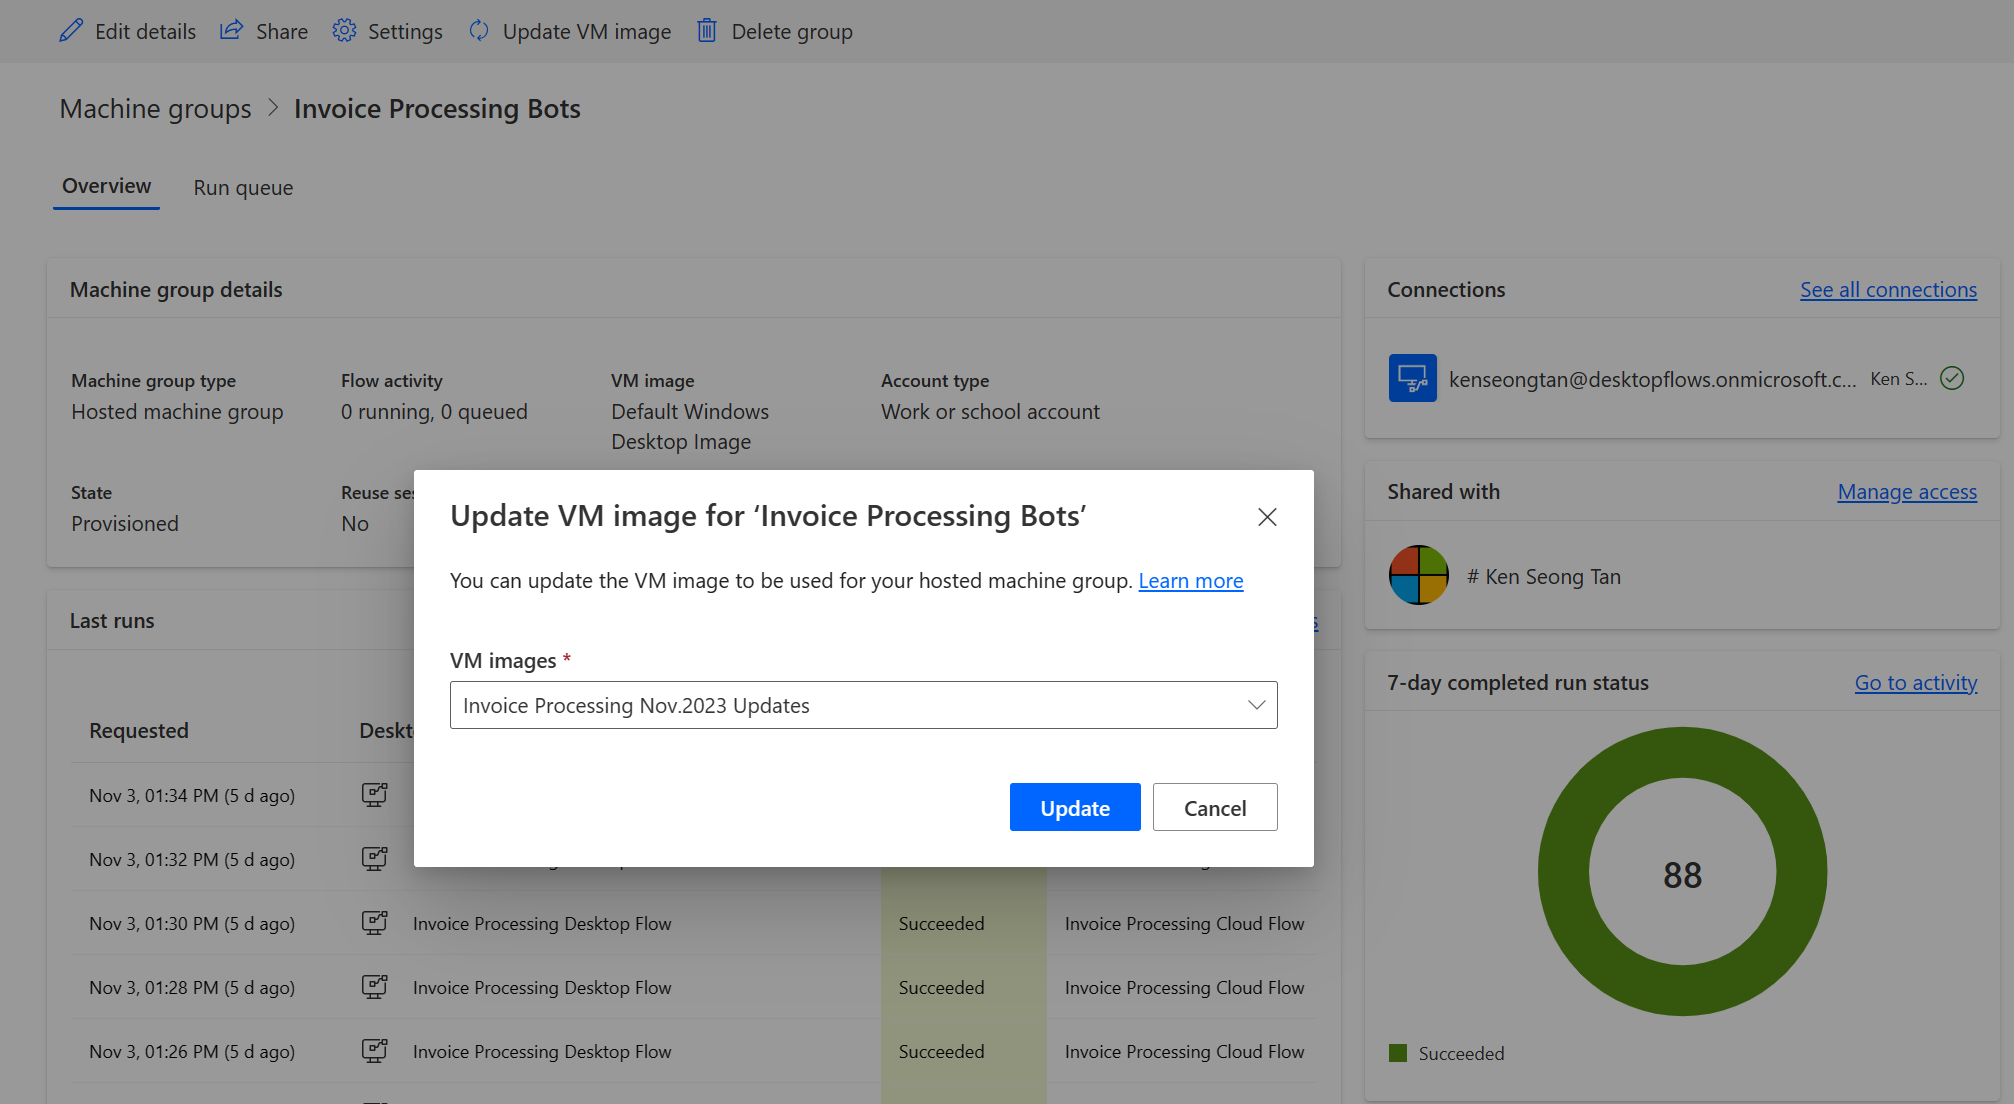 Edit details Share Settings Update VM image Delete group
Machine groups > Invoice Processing Bots
Overview Run queue
Machine group details
Machine group type
Hosted machine group
Flow activity
0 running, 0 queued
VM image
Default Windows
Desktop Image
Account type
Work or school account
State
Provisioned
Reuse
No
Update VM image for ‘Invoice Processing Bots’
You can update the VM image to be used for your hosted machine group. Learn more
VM images *
Invoice Processing Nov.2023 Updates
Update Cancel
Last runs
Requested
Nov 3, 01:34 PM (5 d ago)
Nov 3, 01:32 PM (5 d ago)
Nov 3, 01:30 PM (5 d ago) Invoice Processing Desktop Flow Succeeded Invoice Processing Cloud Flow
Nov 3, 01:28 PM (5 d ago) Invoice Processing Desktop Flow Succeeded Invoice Processing Cloud Flow
Nov 3, 01:26 PM (5 d ago) Invoice Processing Desktop Flow Succeeded Invoice Processing Cloud Flow
Connections See all connections
kenseongtan@desktopflows.onmicrosoft.c... Ken S...
Shared with Manage access
# Ken Seong Tan
7-day completed run status Go to activity
88
Succeeded